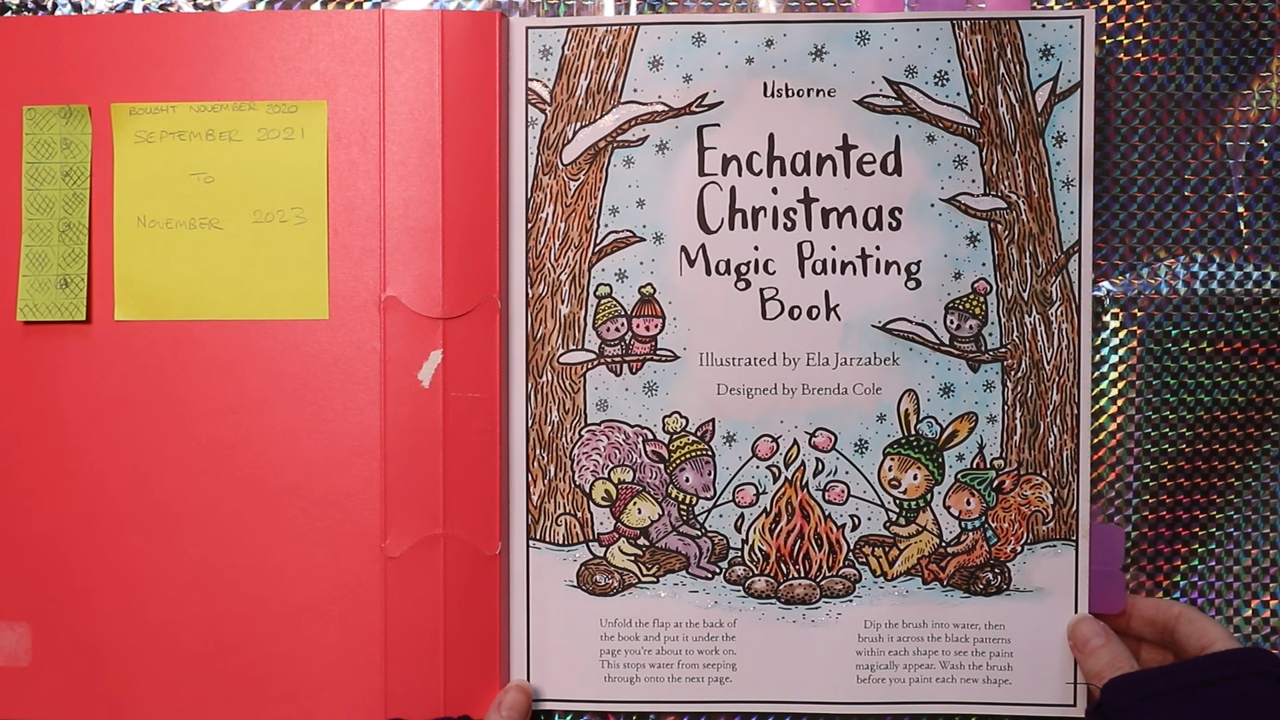 BOUGHT NOVEMBER 2020
SEPTEMBER 2021
TO
NOVEMBER 2023
Usborne
Enchanted
Christmas
Magic Painting
Book
Illustrated by Ela Jarzabek
Designed by Brenda Cole
Unfold the flap at the back of
the book and put it under the
page you're about to work on.
This stops water from seeping
through onto the next page.
Dip the brush into water, then
brush it across the black patterns
within each shape to see the paint
magically appear. Wash the brush
before you paint each new shape.